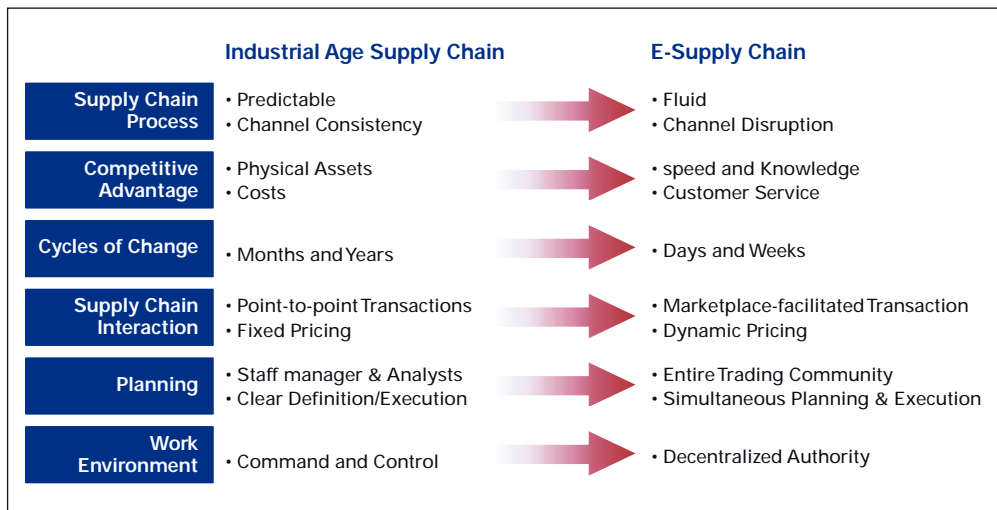 Industrial Age Supply Chain
E-Supply Chain
Supply Chain
Process
• Predictable
• Channel Consistency
• Fluid
• Channel Disruption
Competitive
Advantage
• Physical Assets
• Costs
• speed and Knowledge
• Customer Service
Cycles of Change
• Months and Years
• Days and Weeks
Supply Chain
Interaction
• Point-to-point Transactions
• Fixed Pricing
• Marketplace-facilitated Transaction
• Dynamic Pricing
Planning
• Staff manager & Analysts
• Clear Definition/Execution
• Entire Trading Community
• Simultaneous Planning & Execution
Work
Environment
• Command and Control
• Decentralized Authority